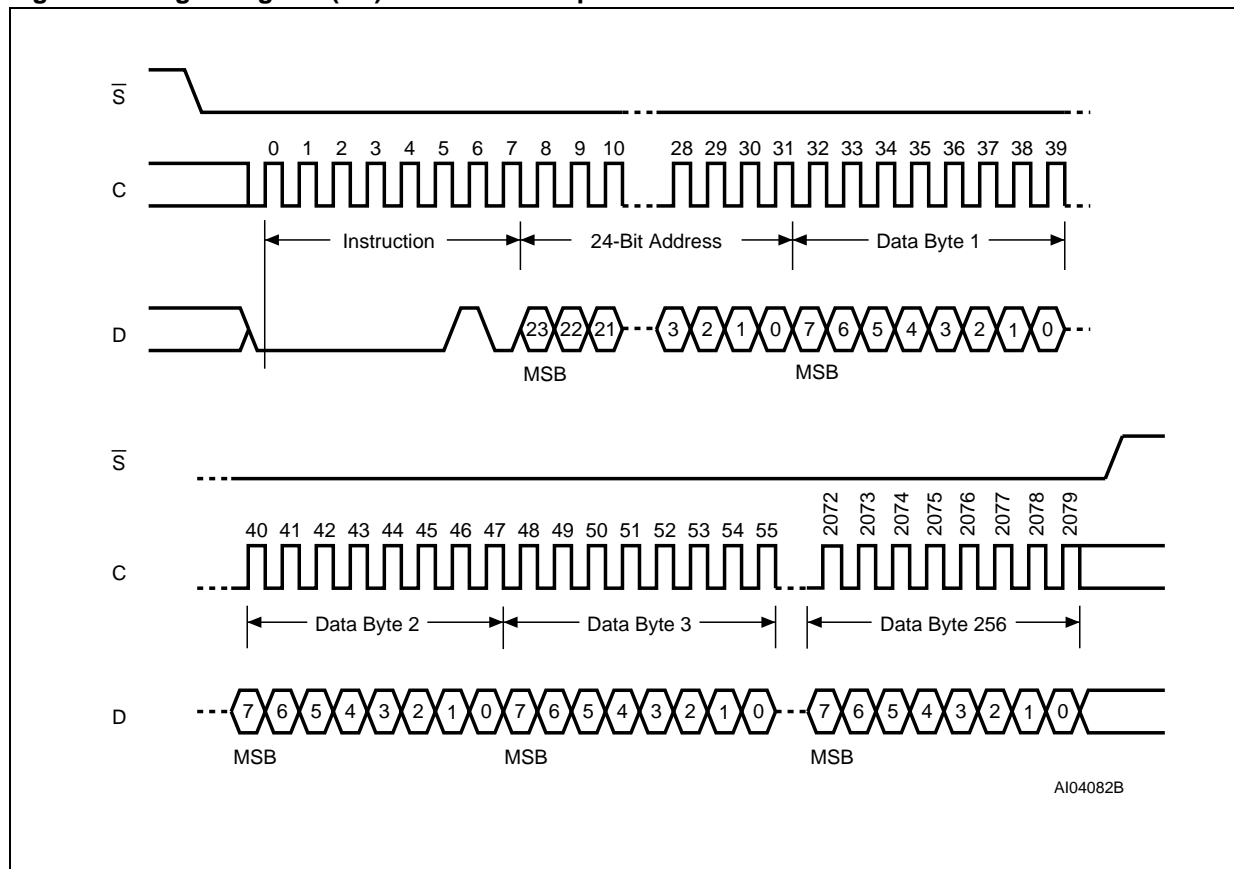 S
0 1 2 3 4 5 6 7 8 9 10 28 29 30 31 32 33 34 35 36 37 38 39
C
Instruction 24-Bit Address Data Byte 1
D 23 22 21 3 2 1 0 7 6 5 4 3 2 1 0
MSB MSB
S
40 41 42 43 44 45 46 47 48 49 50 51 52 53 54 55 2072 2073 2074 2075 2076 2077 2078 2079
C
Data Byte 2 Data Byte 3 Data Byte 256
D 7 6 5 4 3 2 1 0 7 6 5 4 3 2 1 0 7 6 5 4 3 2 1 0
MSB MSB MSB
AI04082B